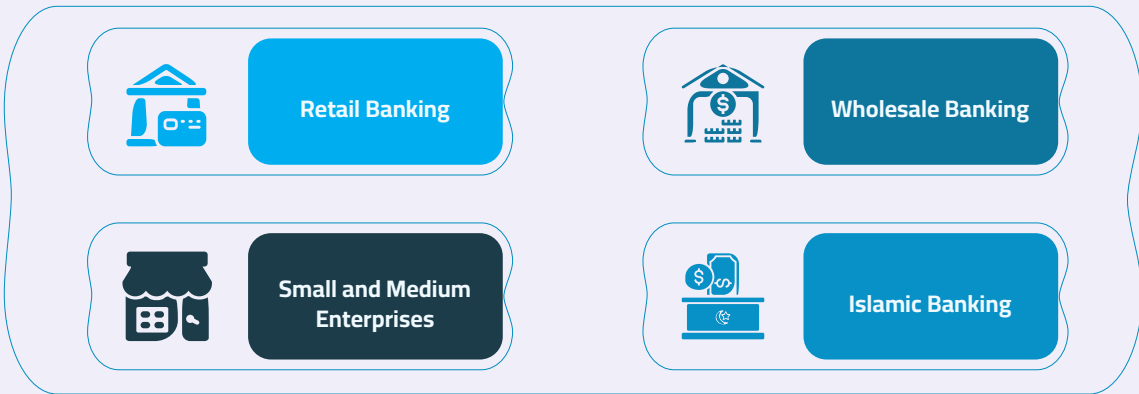 Retail Banking
Wholesale Banking
$
Small and Medium
Enterprises
Islamic Banking
$
$